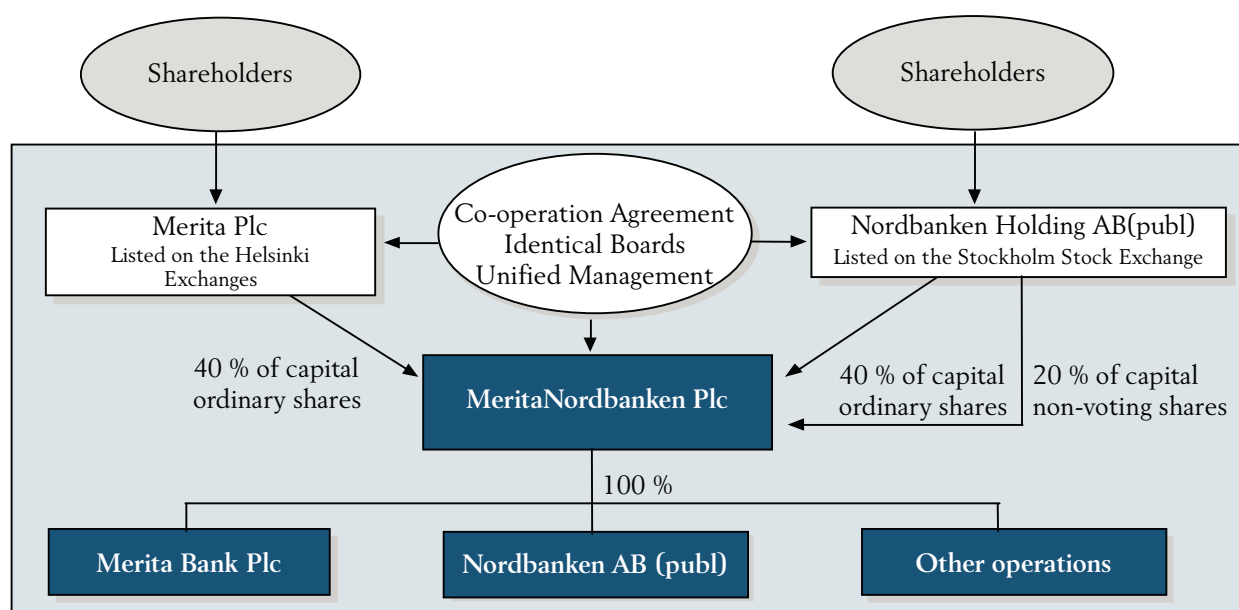 Shareholders
Shareholders
Merita Plc
Listed on the Helsinki
Exchanges
Co-operation Agreement
Identical Boards
Unified Management
Nordbanken Holding AB(publ)
Listed on the Stockholm Stock Exchange
40 % of capital
ordinary shares
MeritaNordbanken Plc
40 % of capital
ordinary shares
20 % of capital
non-voting shares
100 %
Merita Bank Plc
Nordbanken AB (publ)
Other operations